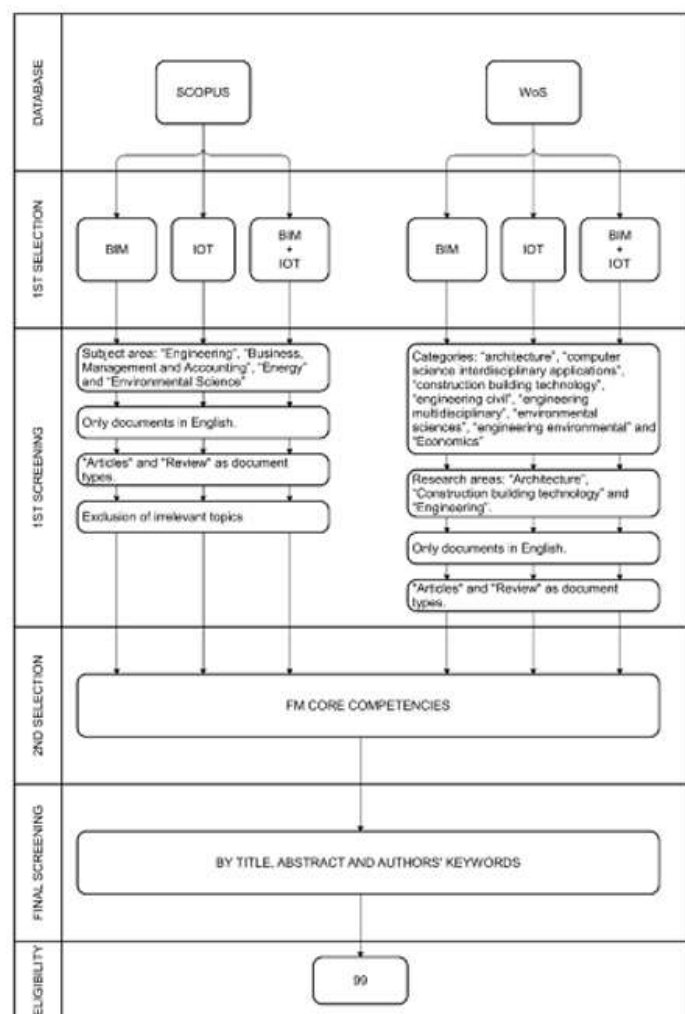 DATABASE
SCOPUS
WoS
1ST SELECTION
BIM
IOT
BIM
+
IOT
BIM
IOT
BIM
+
IOT
1ST SCREENING
Subject area: "Engineering", "Business,
Management and Accounting", "Energy"
and "Environmental Science"
Only documents in English.
"Articles" and "Review" as document
types.
Exclusion of irrelevant topics
Categories: "architecture", "computer
science interdisciplinary applications",
"construction building technology",
"engineering civil", "engineering
multidisciplinary", "environmental
sciences", "engineering environmental" and
"Economics"
Research areas: "Architecture",
"Construction building technology" and
"Engineering".
Only documents in English.
"Articles" and "Review" as document
types.
2ND SELECTION
FM CORE COMPETENCIES
FINAL SCREENING
BY TITLE, ABSTRACT AND AUTHORS' KEYWORDS
ELIGIBILITY
99